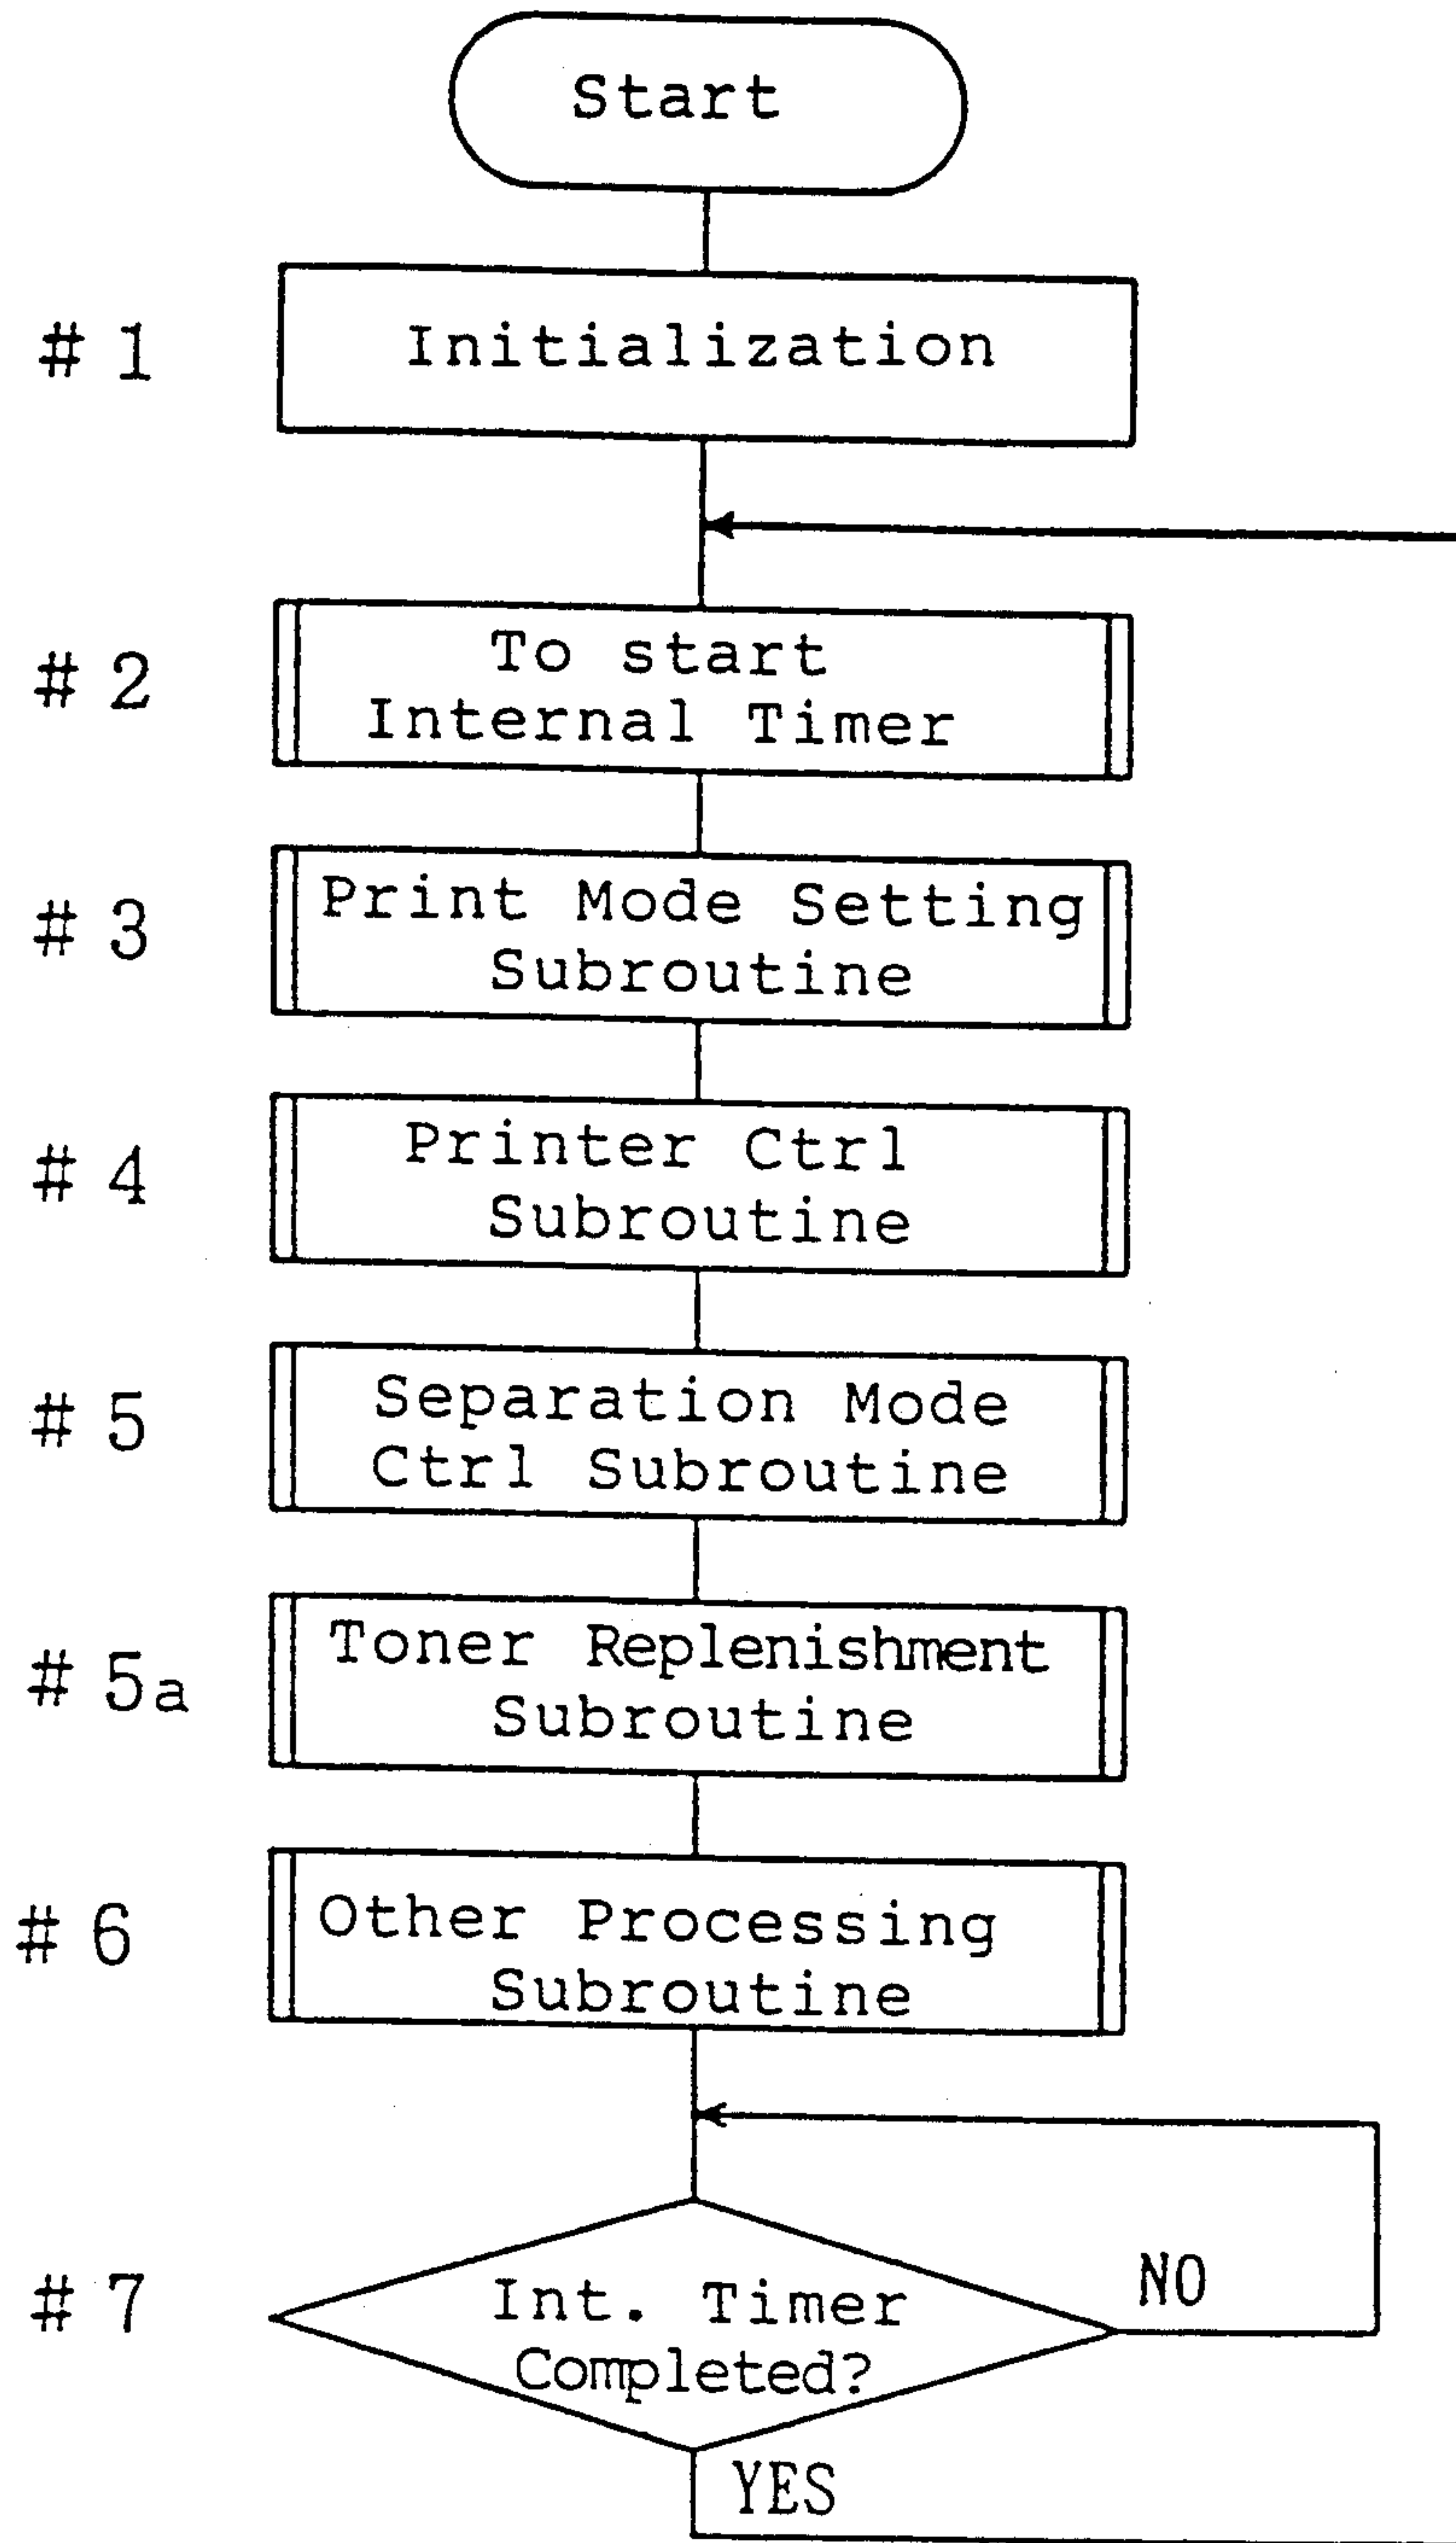 Start
# 1
Initialization
# 2
To start
Internal Timer
# 3
Print Mode Setting
Subroutine
# 4
Printer Ctrl
Subroutine
# 5
Separation Mode
Ctrl Subroutine
# 5a
Toner Replenishment
Subroutine
# 6
Other Processing
Subroutine
# 7
Int. Timer
Completed?
NO
YES